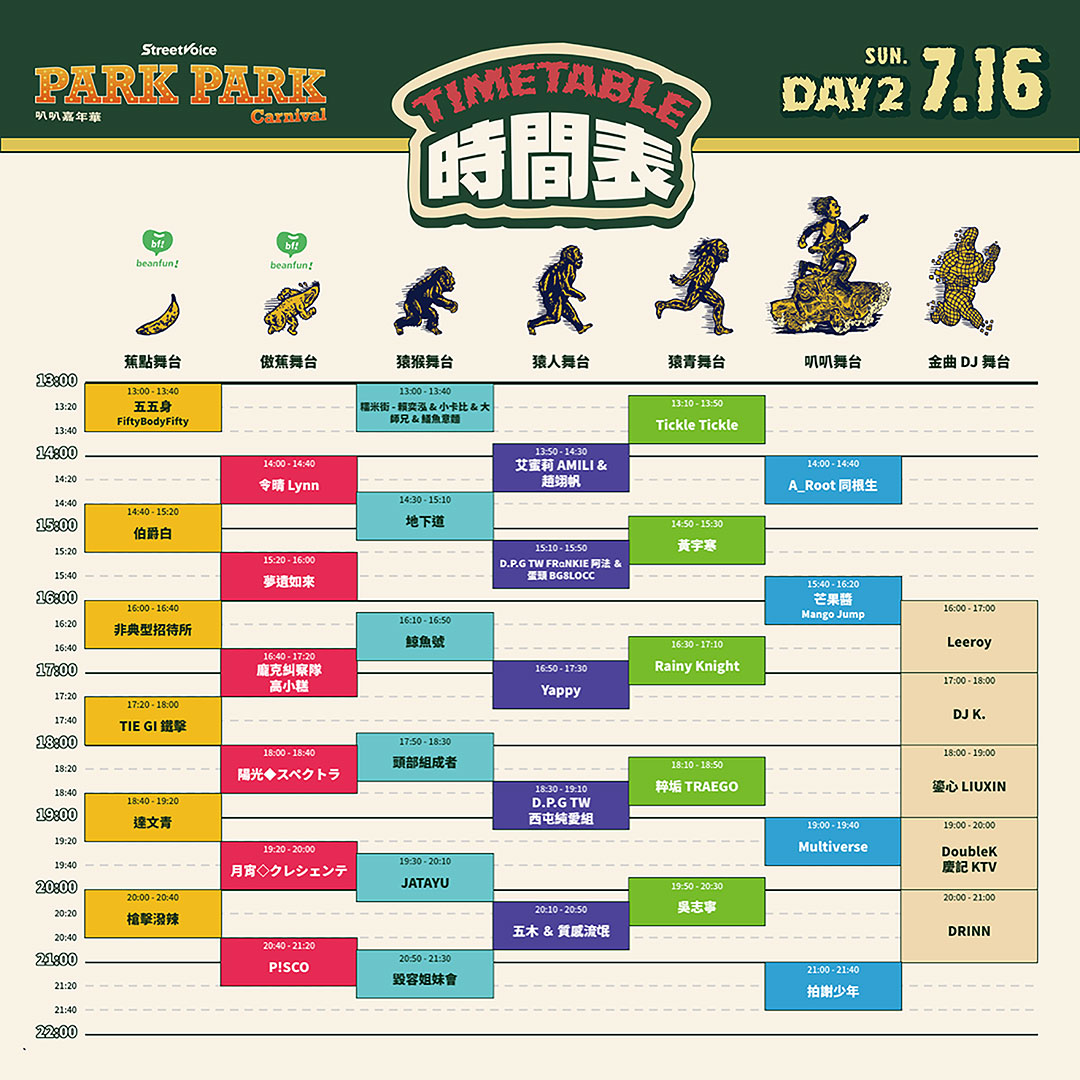 StreetVoice
PARK PARK
叭叭嘉年華
Carnival
TIMETABLE
時間表
SUN.
DAY2 7.16
bf!
beanfun!
bf!
beanfun!
蕉點舞台
傲蕉舞台
猿猴舞台
猿人舞台
猿青舞台
叭叭舞台
金曲 DJ 舞台
13:00
13:20
13:40
14:00
14:20
14:40
15:00
15:20
15:40
16:00
16:20
16:40
17:00
17:20
17:40
18:00
18:20
18:40
19:00
19:20
19:40
20:00
20:20
20:40
21:00
21:20
21:40
22:00
13:00 - 13:40
五五身
FiftyBodyFifty
14:40 - 15:20
伯爵白
16:00 - 16:40
非典型招待所
17:20 - 18:00
TIE GI 鐵擊
18:40 - 19:20
達文青
20:00 - 20:40
槍擊潑辣
14:00 - 14:40
令晴 Lynn
15:20 - 16:00
夢遺如來
16:40 - 17:20
龐克糾察隊
高小糕
18:00 - 18:40
陽光◆スペクトラ
19:20 - 20:00
月宵◇クレシェンテ
20:40 - 21:20
P!SCO
13:00 - 13:40
糯米街 - 賴奕泓 & 小卡比 & 大
師兄 & 鱔魚意麵
14:30 - 15:10
地下道
16:10 - 16:50
鯨魚號
17:50 - 18:30
頭部組成者
19:30 - 20:10
JATAYU
20:50 - 21:30
毀容姐妹會
13:50 - 14:30
艾蜜莉 AMILI &
趙翊帆
15:10 - 15:50
D.P.G TW FRɑNKIE 阿法 &
蛋頭 BG8LOCC
16:50 - 17:30
Yappy
18:30 - 19:10
D.P.G TW
西屯純愛組
20:10 - 20:50
五木 & 質感流氓
13:10 - 13:50
Tickle Tickle
14:50 - 15:30
黃宇寒
16:30 - 17:10
Rainy Knight
18:10 - 18:50
粹垢 TRAEGO
19:50 - 20:30
吳志寧
14:00 - 14:40
A_Root 同根生
15:40 - 16:20
芒果醬
Mango Jump
19:00 - 19:40
Multiverse
21:00 - 21:40
拍謝少年
16:00 - 17:00
Leeroy
17:00 - 18:00
DJ K.
18:00 - 19:00
鎏心 LIUXIN
19:00 - 20:00
DoubleK
慶記 KTV
20:00 - 21:00
DRINN